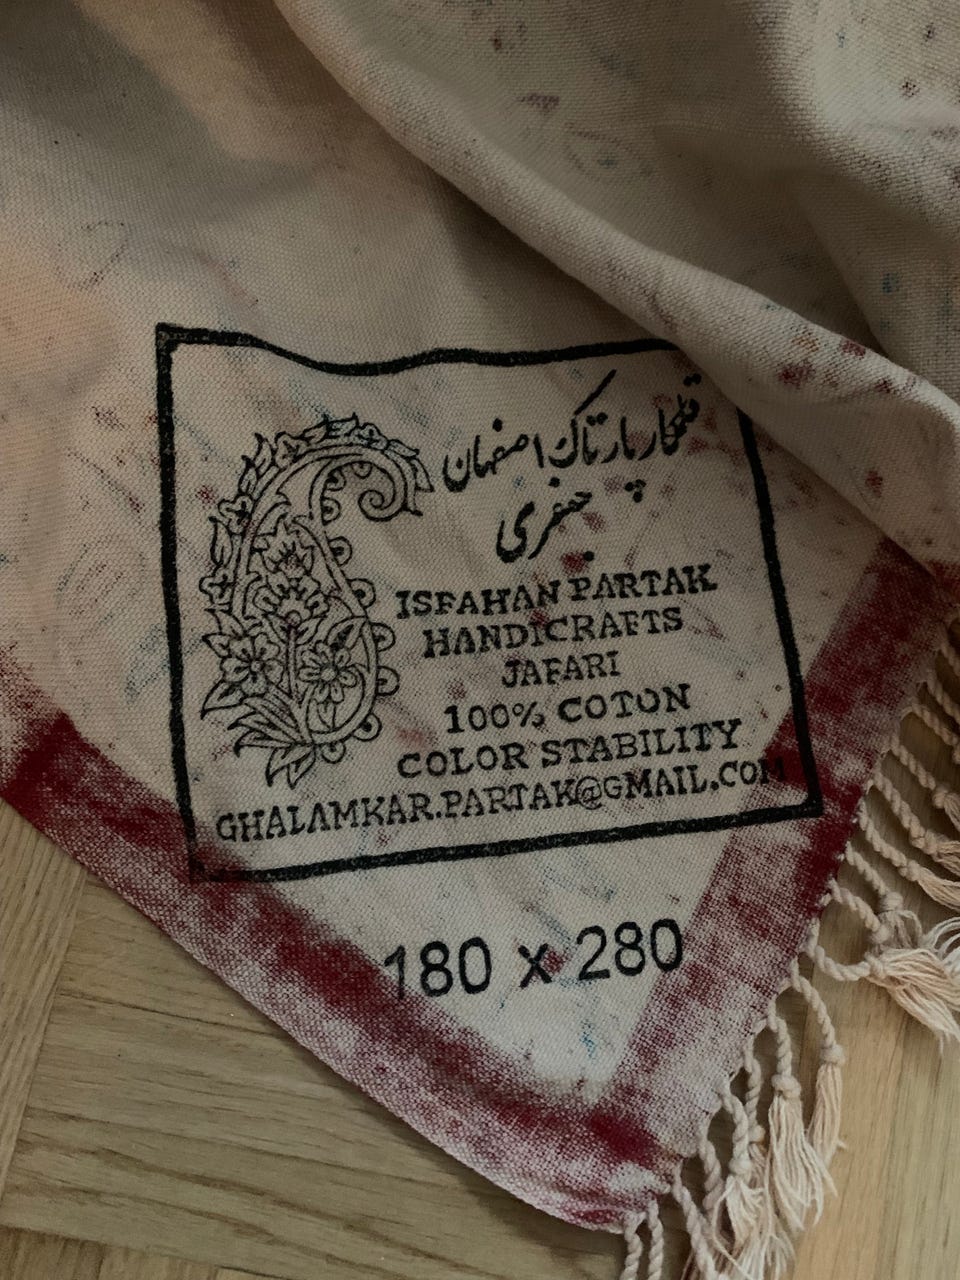 قلمکار پارتاک اصفهان
جعفری
ISFAHAN PARTAK
HANDICRAFTS
JAFARI
100% COTON
COLOR STABILITY
GHALAMKAR.PARTAK@GMAIL.COM
180 x 280